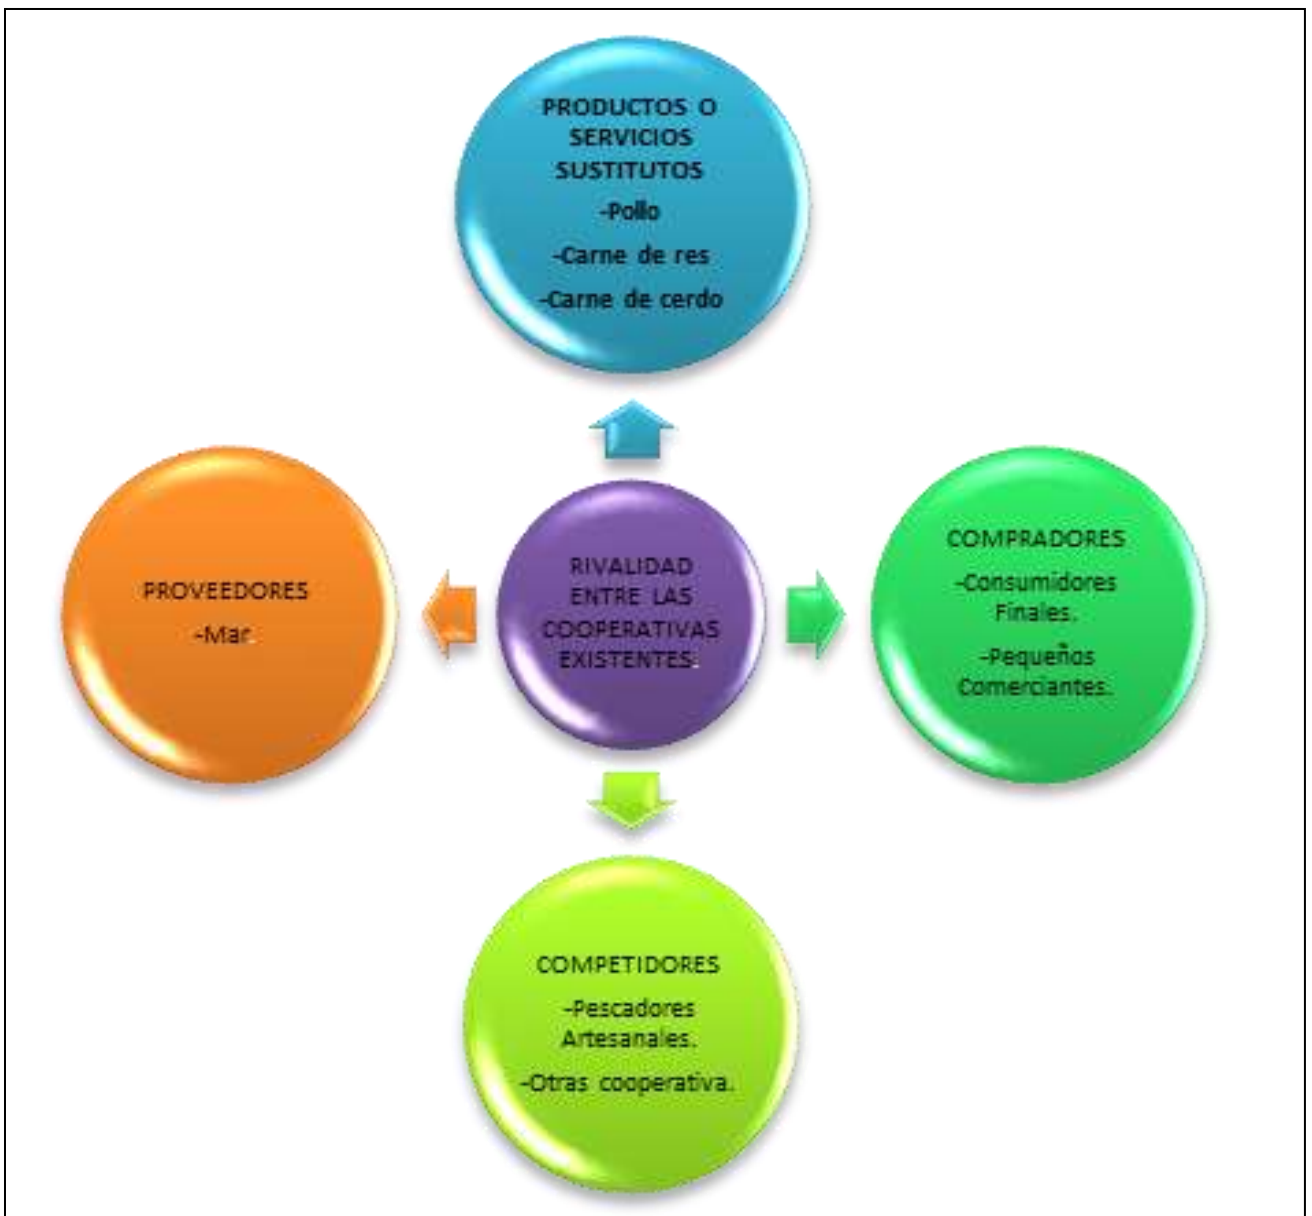 PRODUCTOS O
SERVICIOS
SUSTITUTOS
-Pollo
-Carne de res
-Carne de cerdo
PROVEEDORES
-Mar.
RIVALIDAD
ENTRE LAS
COOPERATIVAS
EXISTENTES.
COMPRADORES
-Consumidores
Finales.
-Pequeños
Comerciantes.
COMPETIDORES
-Pescadores
Artesanales.
-Otras cooperativa.